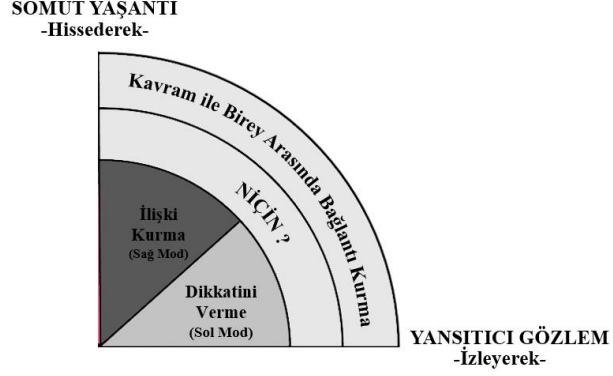 SOMUT YAŞANTI
-Hissederek-
Kavram ile Birey Arasında Bağlantı Kurma
NİÇİN ?
İlişki
Kurma
(Sağ Mod)
Dikkatini
Verme
(Sol Mod)
YANSITICI GÖZLEM
-İzleyerek-